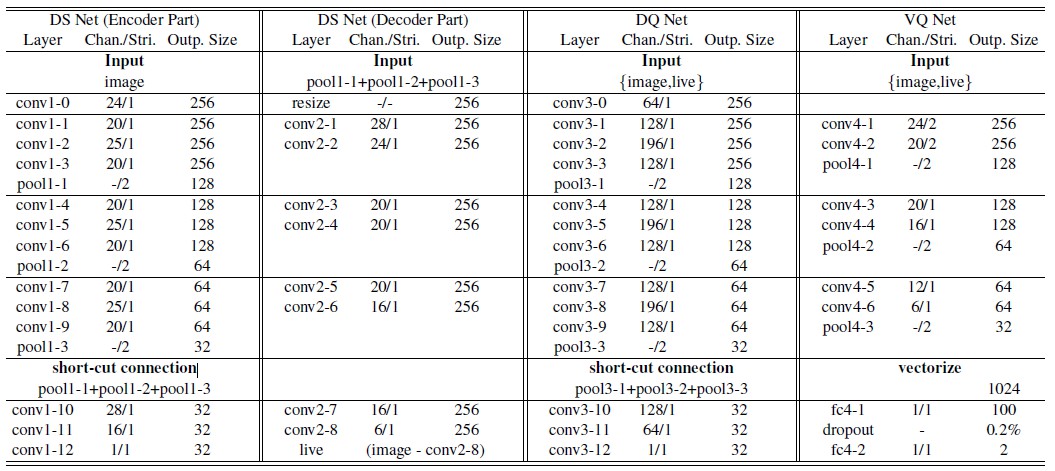 DS Net (Encoder Part) DS Net (Decoder Part) DQ Net VQ Net
Layer Chan./Stri. Outp. Size Layer Chan./Stri. Outp. Size Layer Chan./Stri. Outp. Size Layer Chan./Stri. Outp. Size
Input Input Input Input
image pool1-1+pool1-2+pool1-3 {image,live} {image,live}
conv1-0 24/1 256 resize -/- 256 conv3-0 64/1 256
conv1-1 20/1 256 conv2-1 28/1 256 conv3-1 128/1 256 conv4-1 24/2 256
conv1-2 25/1 256 conv2-2 24/1 256 conv3-2 196/1 256 conv4-2 20/2 256
conv1-3 20/1 256 conv3-3 128/1 256 pool4-1 -/2 128
pool1-1 -/2 128 pool3-1 -/2 128
conv1-4 20/1 128 conv2-3 20/1 256 conv3-4 128/1 128 conv4-3 20/1 128
conv1-5 25/1 128 conv2-4 20/1 256 conv3-5 196/1 128 conv4-4 16/1 128
conv1-6 20/1 128 conv3-6 128/1 128 pool4-2 -/2 64
pool1-2 -/2 64 pool3-2 -/2 64
conv1-7 20/1 64 conv2-5 20/1 256 conv3-7 128/1 64 conv4-5 12/1 64
conv1-8 25/1 64 conv2-6 16/1 256 conv3-8 196/1 64 conv4-6 6/1 64
conv1-9 20/1 64 conv3-9 128/1 64 pool4-3 -/2 32
pool1-3 -/2 32 pool3-3 -/2 32
short-cut connection short-cut connection vectorize
pool1-1+pool1-2+pool1-3 pool3-1+pool3-2+pool3-3 1024
conv1-10 28/1 32 conv2-7 16/1 256 conv3-10 128/1 32 fc4-1 1/1 100
conv1-11 16/1 32 conv2-8 6/1 256 conv3-11 64/1 32 dropout - 0.2%
conv1-12 1/1 32 live (image - conv2-8) conv3-12 1/1 32 fc4-2 1/1 2